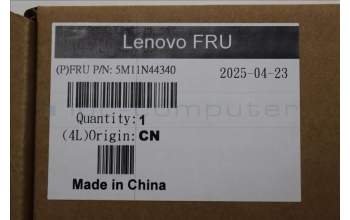 Lenovo FRU
(P)FRU P/N: 5M11N44340 2025-04-23
Quantity: 1
(4L)Origin: CN
Made in China